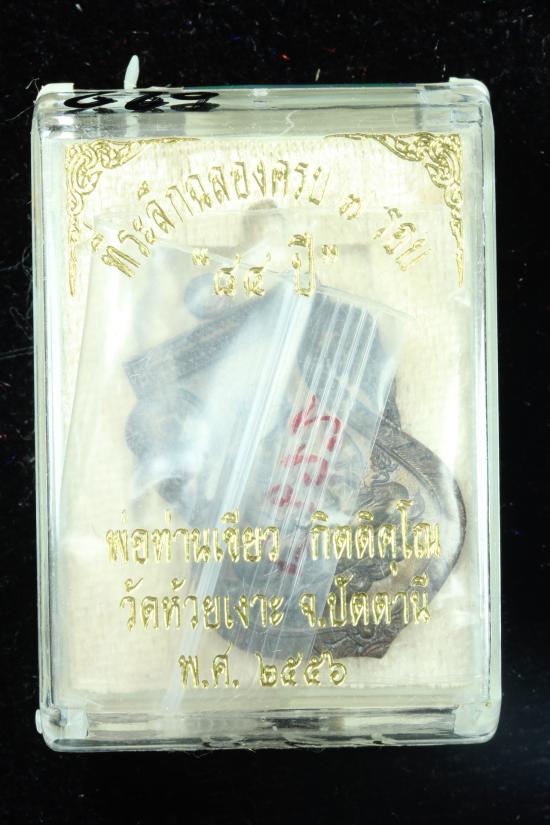 ที่ระลึกฉลองครบ ๓ รอบ
"๘๔ ปี"
พ่อท่านเขียว กิตติคุโณ
วัดห้วยเงาะ จ.ปัตตานี
พ.ศ. ๒๕๕๖